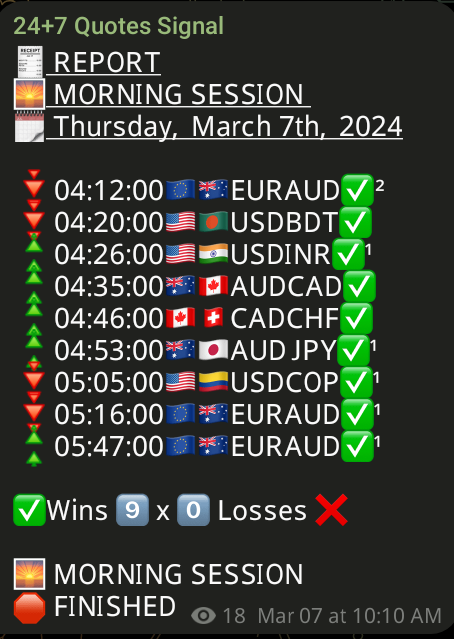 24+7 Quotes Signal
REPORT
MORNING SESSION
Thursday, March 7th, 2024
04:12:00🇪🇺🇦🇺EURAUD✅²
04:20:00🇺🇸🇧🇩USDBDT✅
04:26:00🇺🇸🇮🇳USDINR✅¹
04:35:00🇦🇺🇨🇦AUDCAD✅
04:46:00🇨🇦🇨🇭CADCHF✅
04:53:00🇦🇺🇯🇵AUDJPY✅¹
05:05:00🇺🇸🇨🇴USDCOP✅¹
05:16:00🇪🇺🇦🇺EURAUD✅¹
05:47:00🇪🇺🇦🇺EURAUD✅¹
✅Wins 9️⃣ x 0️⃣ Losses ❌
MORNING SESSION
🛑 FINISHED 18 Mar 07 at 10:10 AM